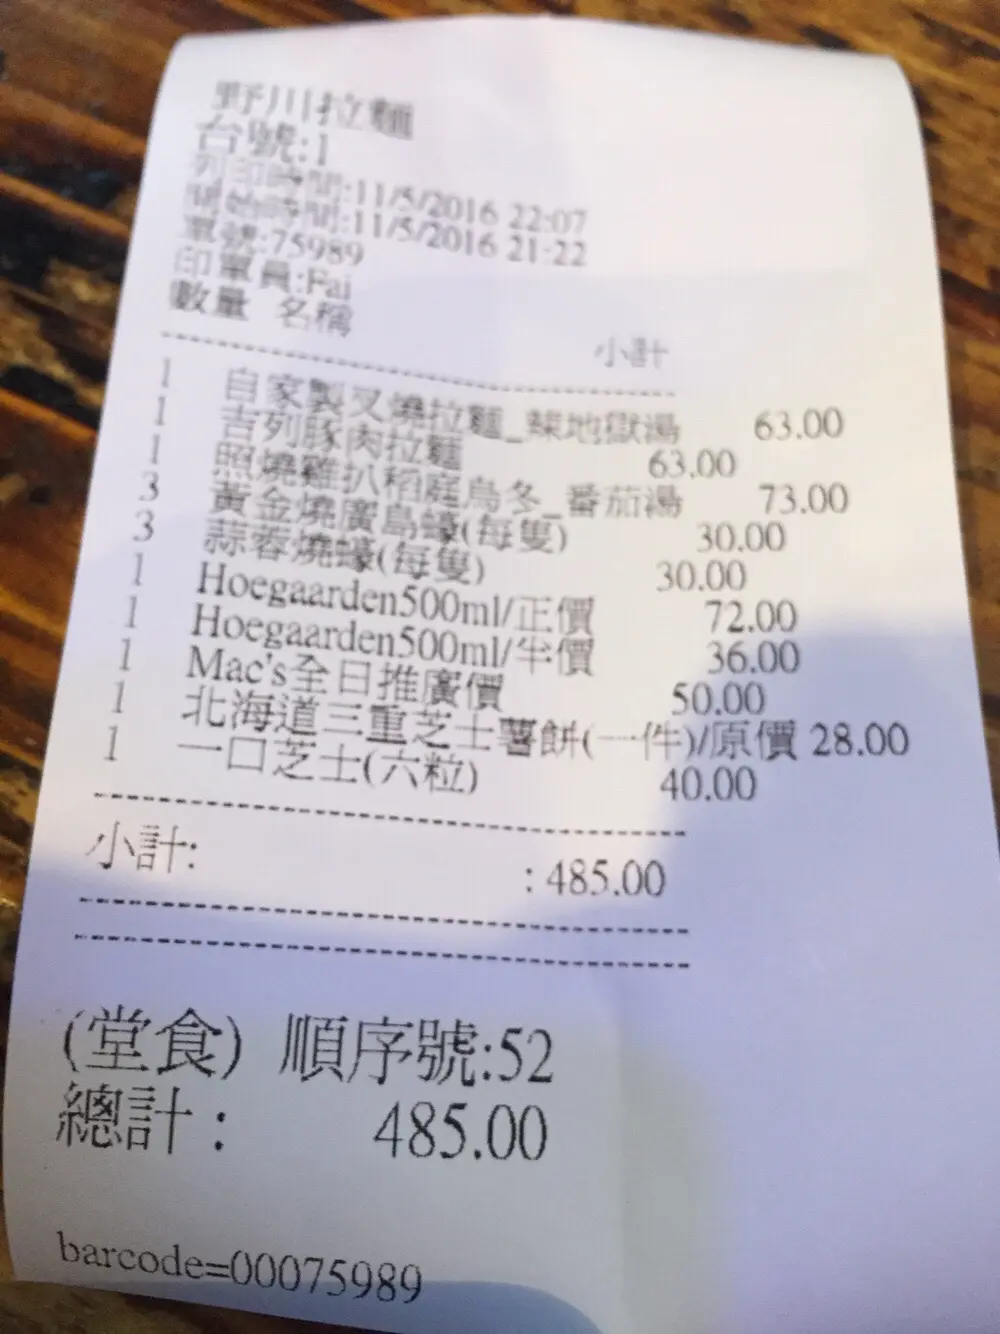 野川拉麵
台號:1
列印時間:11/5/2016 22:07
開始時間:11/5/2016 21:22
單號:75989
印單員:Fai
數量 名稱 小計
1 自家製叉燒拉麵_辣地獄湯 63.00
1 吉列豚肉拉麵 63.00
1 照燒雞扒稻庭烏冬_番茄湯 73.00
3 黃金燒廣島蠔(每隻) 30.00
3 蒜蓉燒蠔(每隻) 30.00
1 Hoegaarden500ml/正價 72.00
1 Hoegaarden500ml/半價 36.00
1 Mac's全日推廣價 50.00
1 北海道三重芝士薯餅(一件)/原價 28.00
1 一口芝士(六粒) 40.00
小計: : 485.00
(堂食) 順序號:52
總計 : 485.00
barcode=00075989